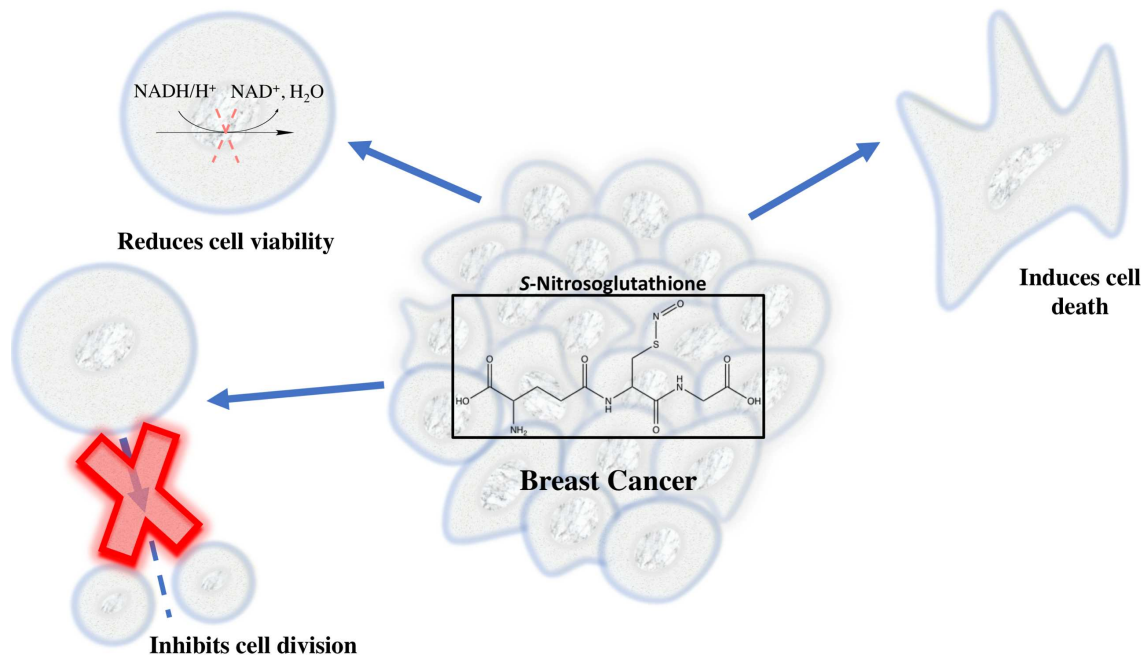 NADH/H⁺ NAD⁺, H₂O
Reduces cell viability
Induces cell
death
S-Nitrosoglutathione
O
N
S
O
O
O
HO
N
H
H
N
OH
NH₂
O
Breast Cancer
Inhibits cell division